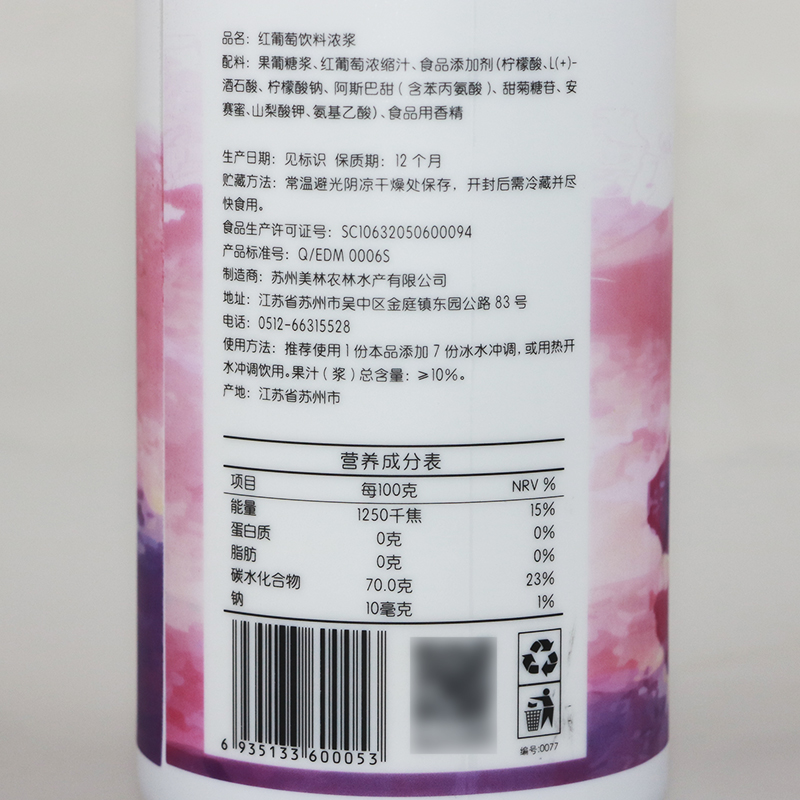 品名：红葡萄饮料浓浆
配料：果葡糖浆、红葡萄浓缩汁、食品添加剂（柠檬酸、L(+)-
酒石酸、柠檬酸钠、阿斯巴甜（含苯丙氨酸）、甜菊糖苷、安
赛蜜、山梨酸钾、氨基乙酸）、食品用香精
生产日期：见标识 保质期：12个月
贮藏方法：常温避光阴凉干燥处保存，开封后需冷藏并尽
快食用。
食品生产许可证号：SC10632050600094
产品标准号：Q/EDM 0006S
制造商：苏州美林农林水产有限公司
地址：江苏省苏州市吴中区金庭镇东园公路 83 号
电话：0512-66315528
使用方法：推荐使用1份本品添加7份冰水冲调，或用热开
水冲调饮用。果汁（浆）总含量：≥10%。
产地：江苏省苏州市
营养成分表
项目 每100克 NRV %
能量 1250千焦 15%
蛋白质 0克 0%
脂肪 0克 0%
碳水化合物 70.0克 23%
钠 10毫克 1%
6 935133 600053
编号:0077